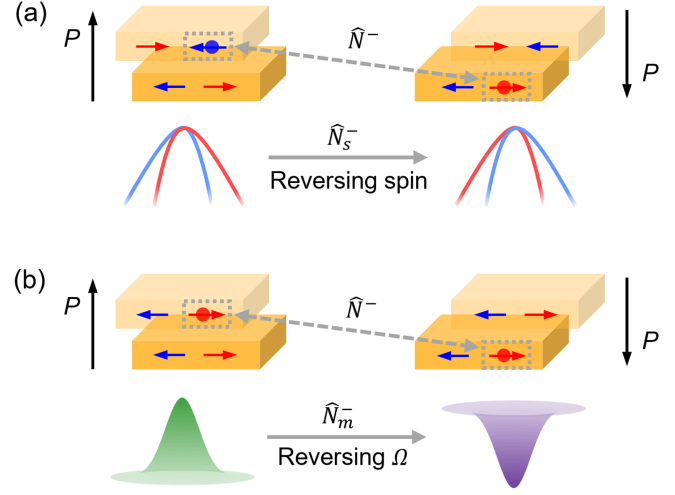 (a)
P
N̂⁻
P
N̂ₛ⁻
Reversing spin
(b)
P
N̂⁻
P
N̂ₘ⁻
Reversing Ω